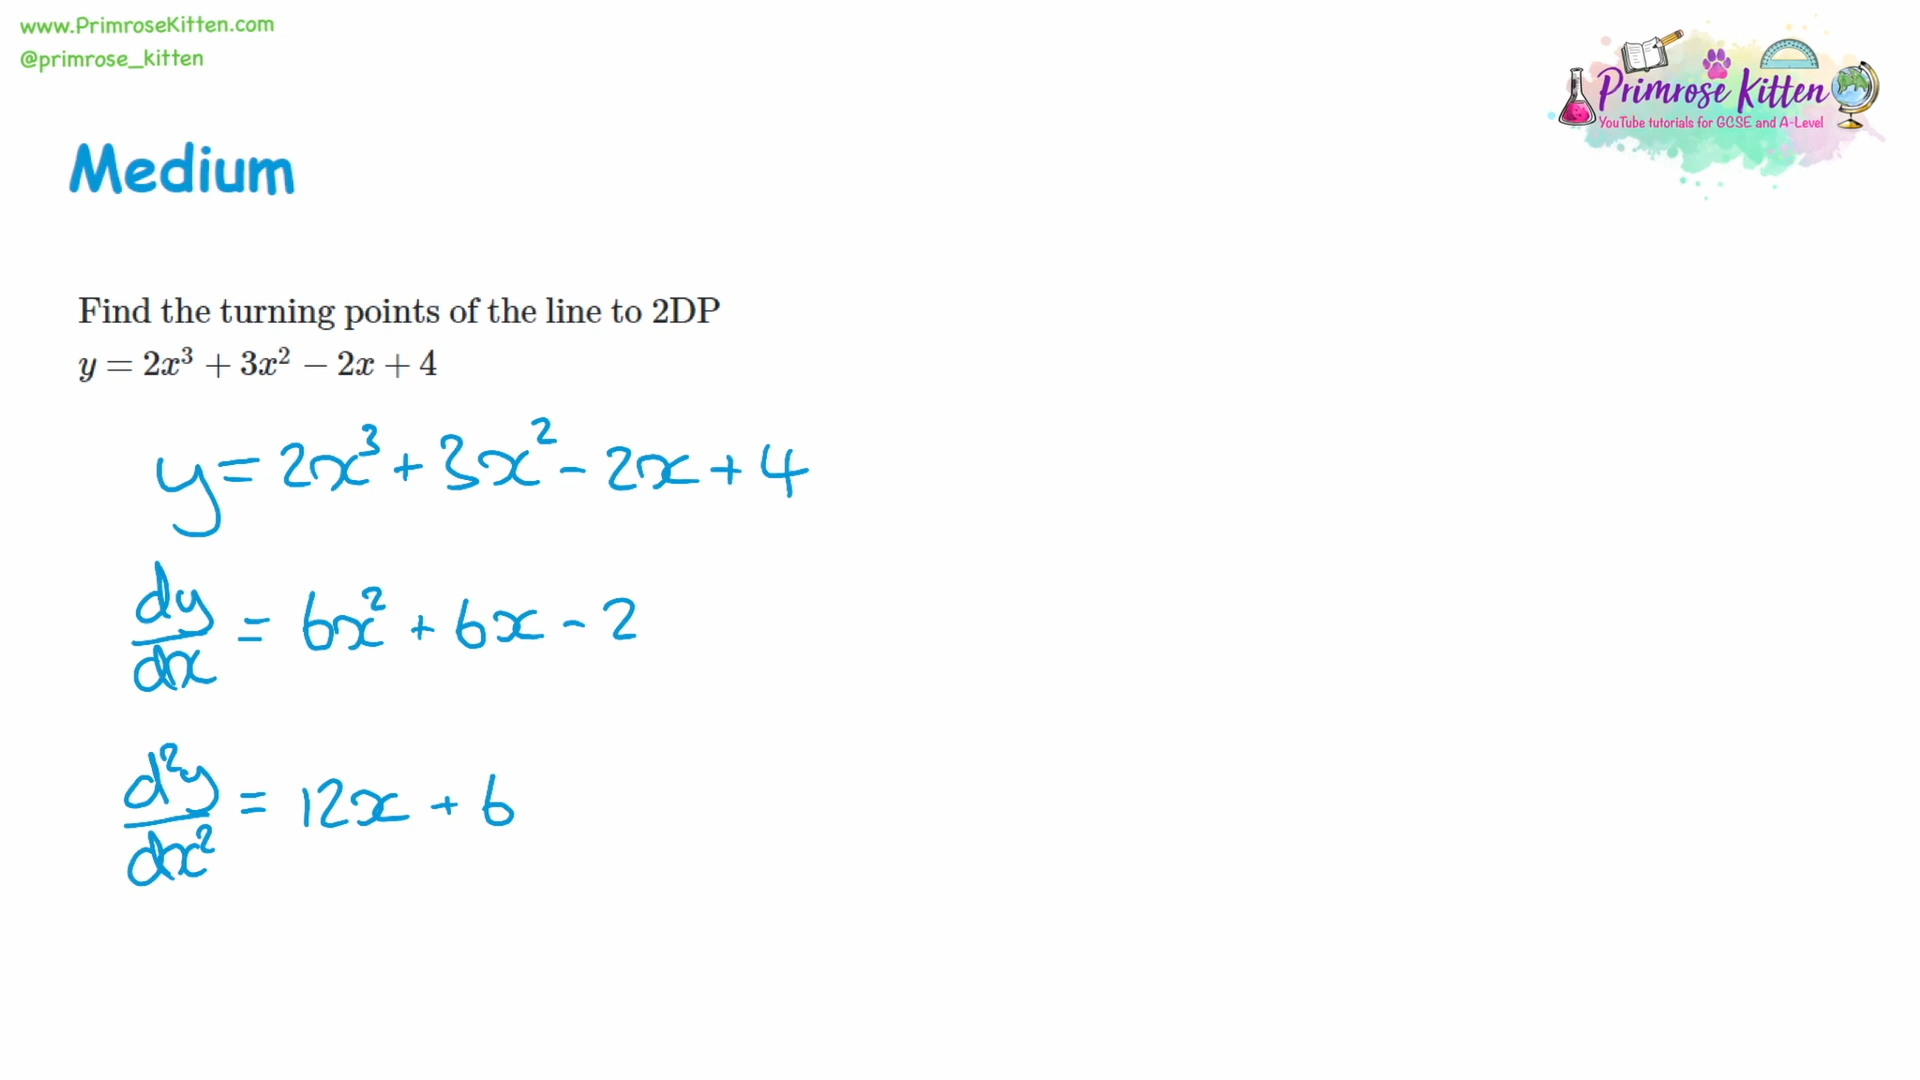 www.PrimroseKitten.com
@primrose_kitten
Primrose Kitten
YouTube tutorials for GCSE and A-Level
Medium
Find the turning points of the line to 2DP
y = 2x³ + 3x² − 2x + 4
y = 2x³ + 3x² - 2x + 4
dy/dx = 6x² + 6x - 2
d²y/dx² = 12x + 6